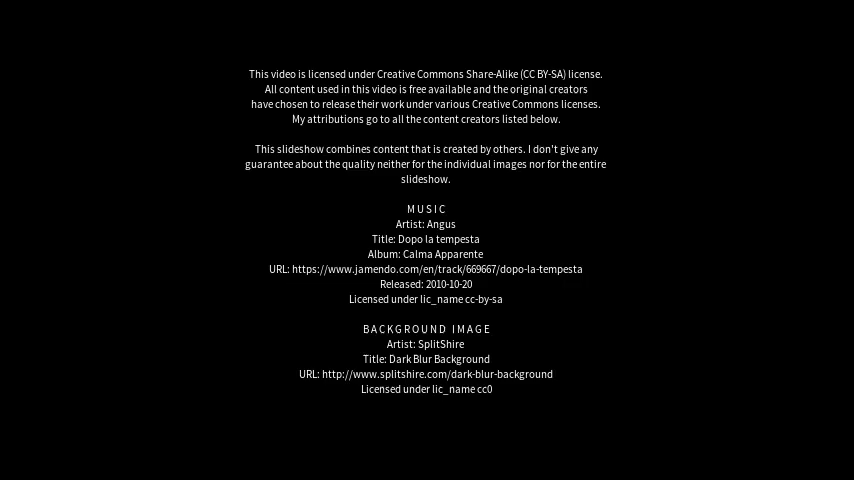 This video is licensed under Creative Commons Share-Alike (CC BY-SA) license.
All content used in this video is free available and the original creators
have chosen to release their work under various Creative Commons licenses.
My attributions go to all the content creators listed below.
This slideshow combines content that is created by others. I don't give any
guarantee about the quality neither for the individual images nor for the entire
slideshow.
MUSIC
Artist: Angus
Title: Dopo la tempesta
Album: Calma Apparente
URL: https://www.jamendo.com/en/track/669667/dopo-la-tempesta
Released: 2010-10-20
Licensed under lic_name cc-by-sa
BACKGROUND IMAGE
Artist: SplitShire
Title: Dark Blur Background
URL: http://www.splitshire.com/dark-blur-background
Licensed under lic_name cc0